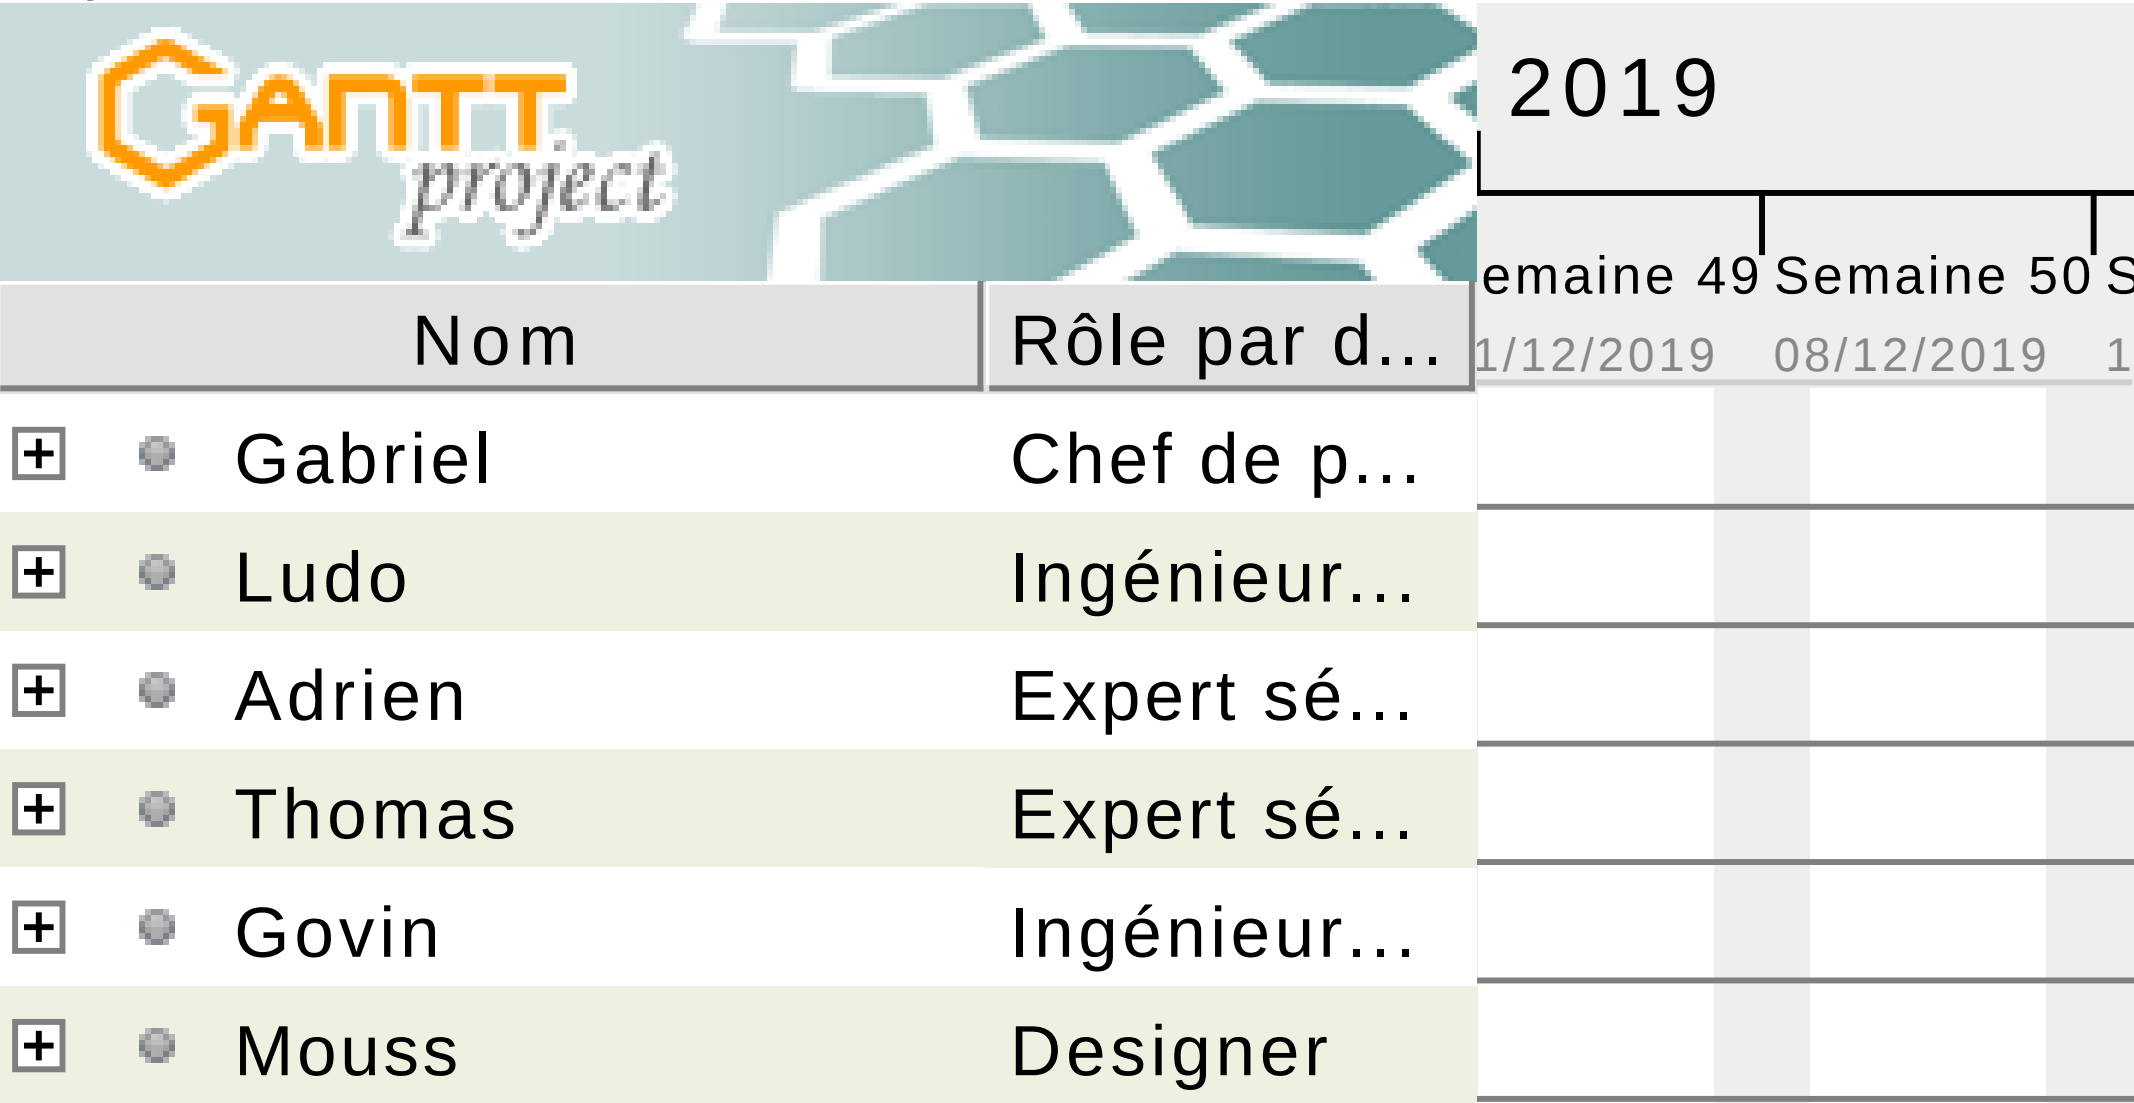 GANTT
project
2019
emaine 49 Semaine 50 S
Nom
Rôle par d...
1/12/2019 08/12/2019 1
Gabriel Chef de p...
Ludo Ingénieur...
Adrien Expert sé...
Thomas Expert sé...
Govin Ingénieur...
Mouss Designer